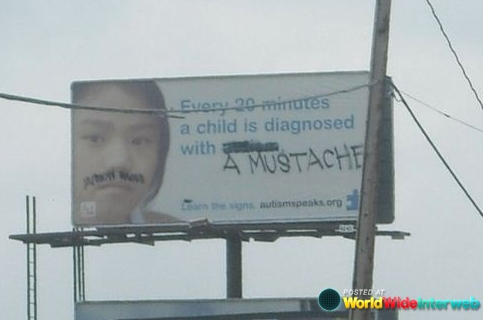 Every 20 minutes
a child is diagnosed
with
A MUSTACHE
Learn the signs. autismspeaks.org
POSTED AT
WorldWideInterweb